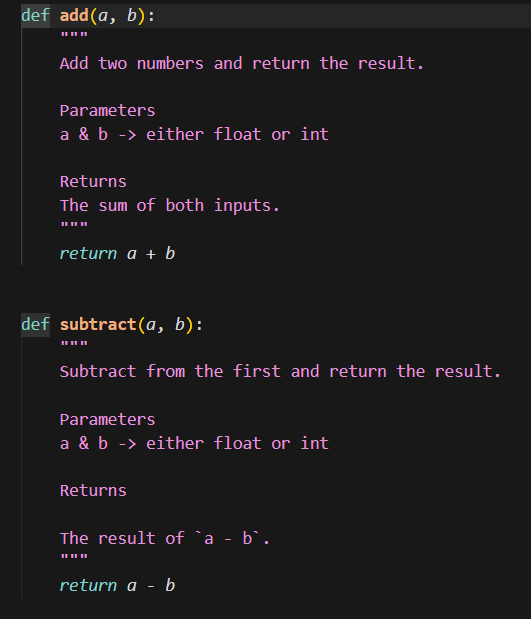 def add(a, b):
    """
    Add two numbers and return the result.

    Parameters
    a & b -> either float or int

    Returns
    The sum of both inputs.
    """
    return a + b

def subtract(a, b):
    """
    Subtract from the first and return the result.

    Parameters
    a & b -> either float or int

    Returns

    The result of `a - b`.
    """
    return a - b